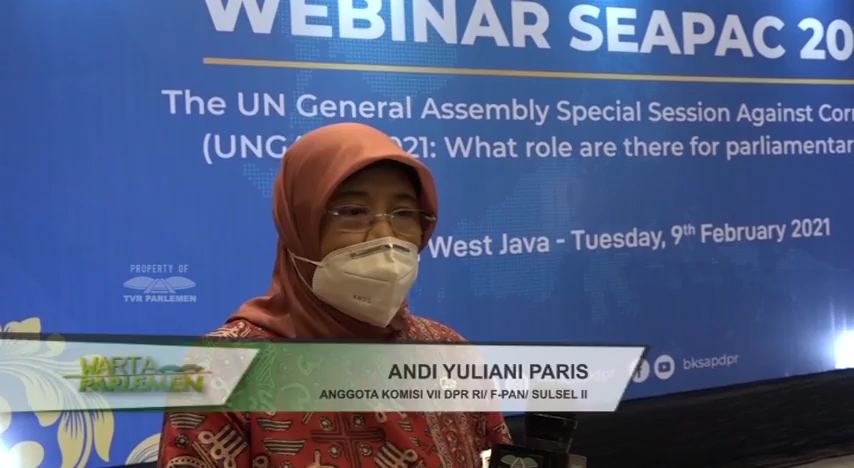 WEBINAR SEAPAC 20
The UN General Assembly Special Session Against Corr
2021: What role are there for parliamentar
West Java - Tuesday, 9th February 2021
PROPERTY OF
TVR PARLEMEN
WARTA
PARLEMEN
ANDI YULIANI PARIS
ANGGOTA KOMISI VII DPR RI/ F-PAN/ SULSEL II
bksapdpr